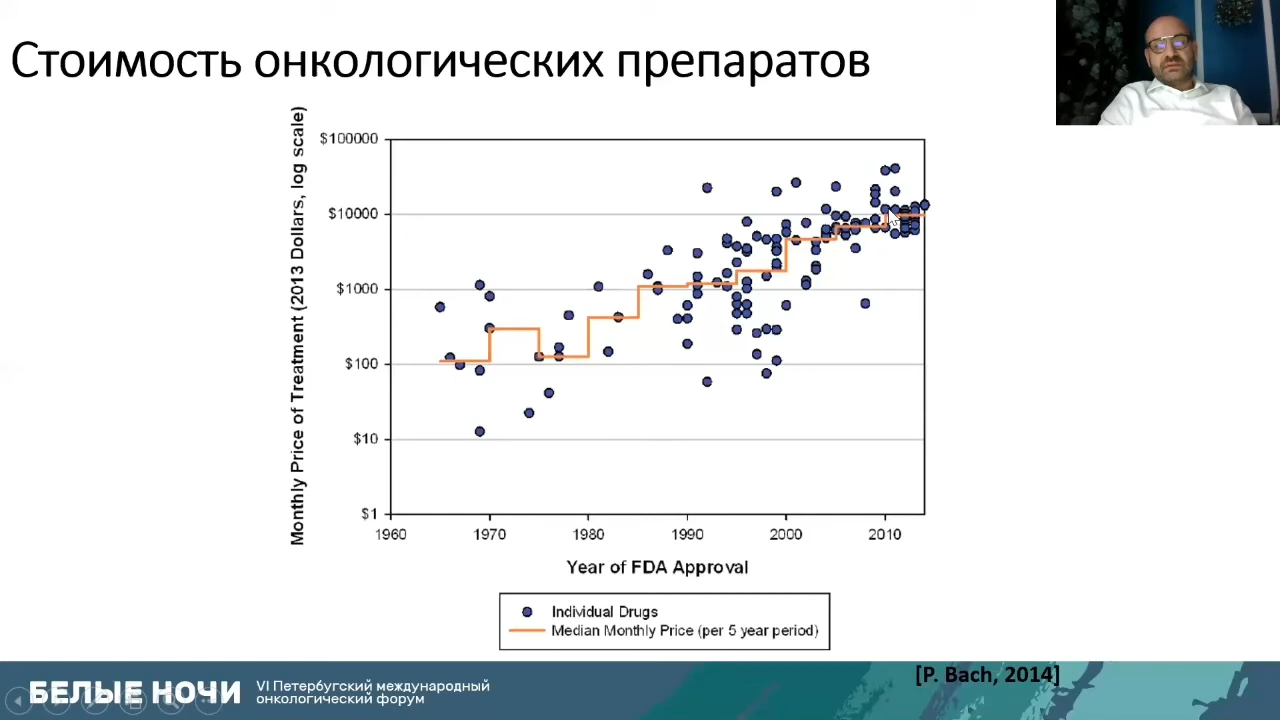 Стоимость онкологических препаратов
Monthly Price of Treatment (2013 Dollars, log scale)
$100000
$10000
$1000
$100
$10
$1
1960 1970 1980 1990 2000 2010
Year of FDA Approval
Individual Drugs
Median Monthly Price (per 5 year period)
[P. Bach, 2014]
БЕЛЫЕ НОЧИ
VI Петербургский международный
онкологический форум